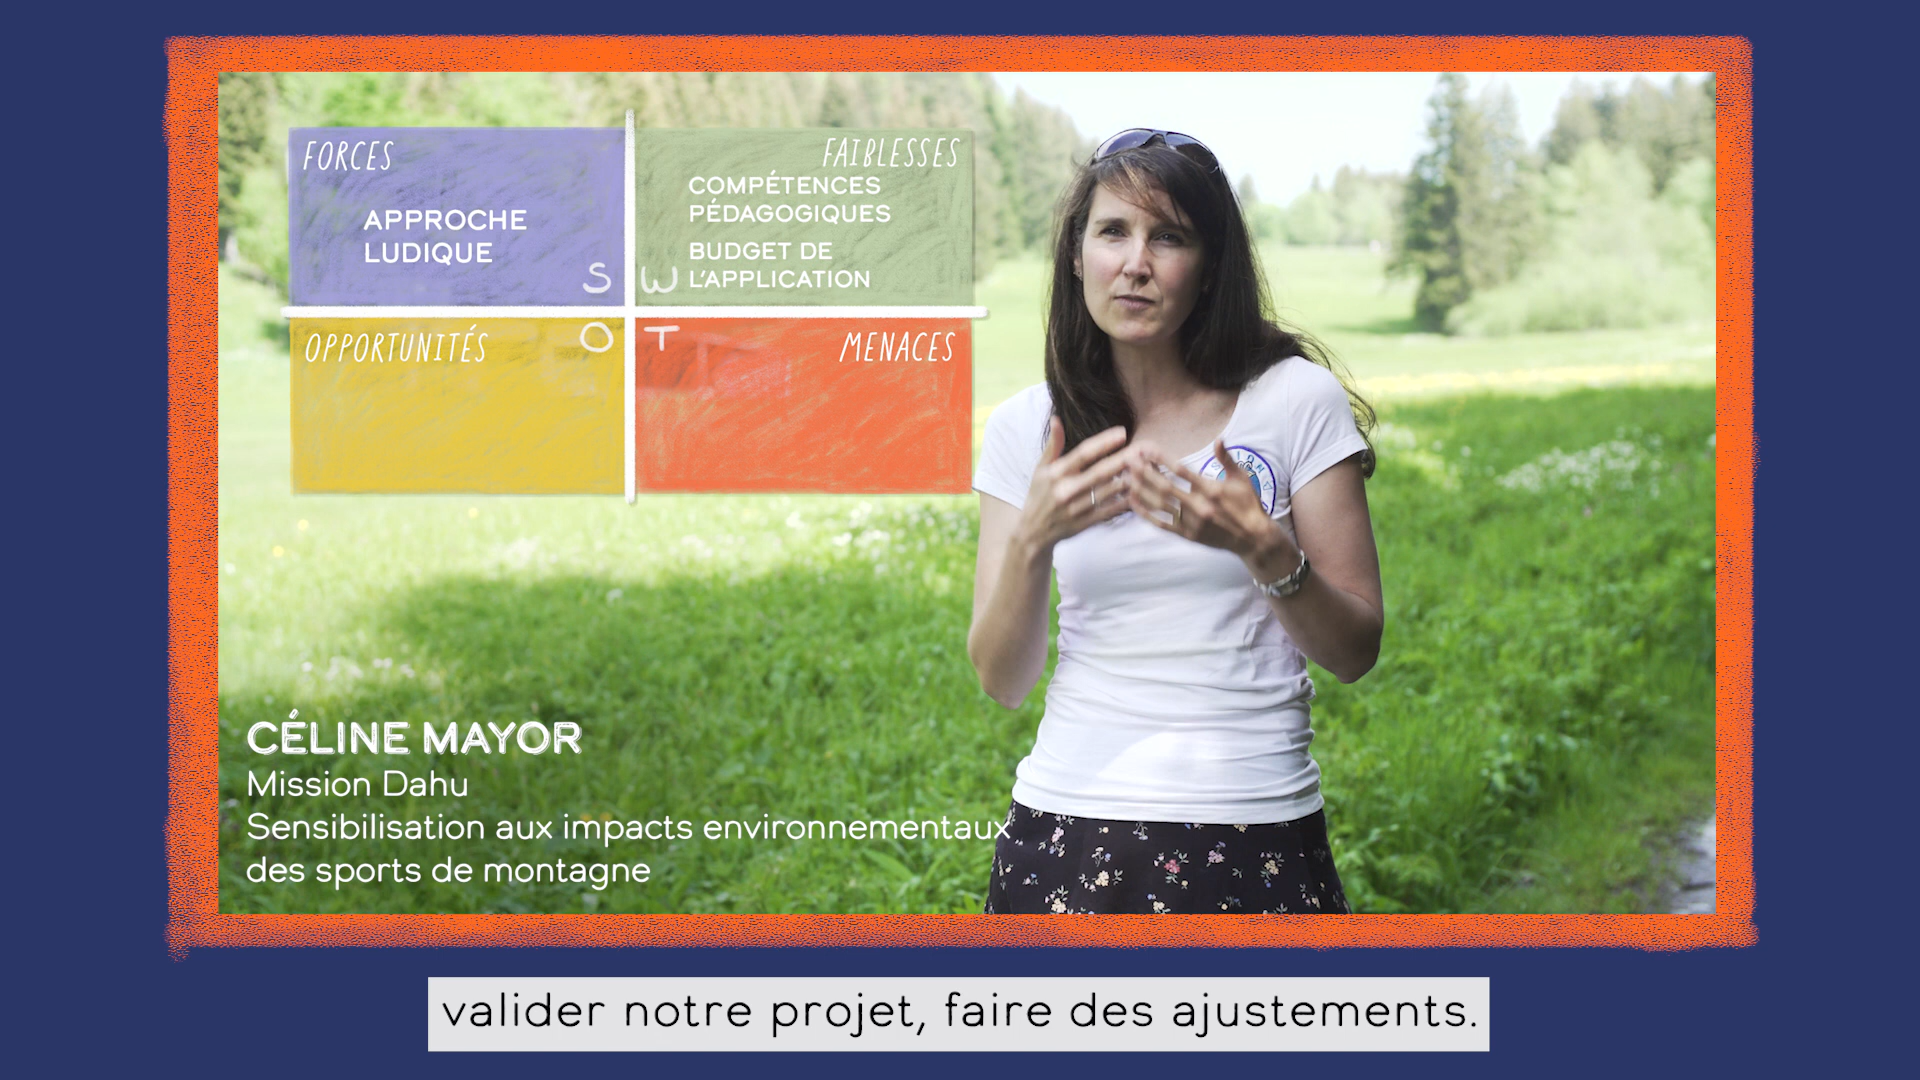 FORCES
APPROCHE
LUDIQUE
S
FAIBLESSES
COMPÉTENCES
PÉDAGOGIQUES
BUDGET DE
L'APPLICATION
W
OPPORTUNITÉS
O
T
MENACES
CÉLINE MAYOR
Mission Dahu
Sensibilisation aux impacts environnementaux
des sports de montagne
valider notre projet, faire des ajustements.